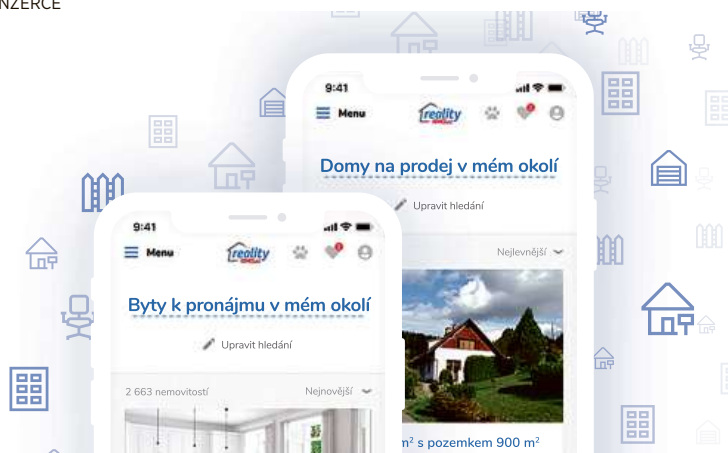 NZERCE
9:41
Menu
reality
Domy na prodej v mém okolí
Upravit hledání
Nejlevnější
m² s pozemkem 900 m²
9:41
Menu
reality
Byty k pronájmu v mém okolí
Upravit hledání
2 663 nemovitostí
Nejnovější